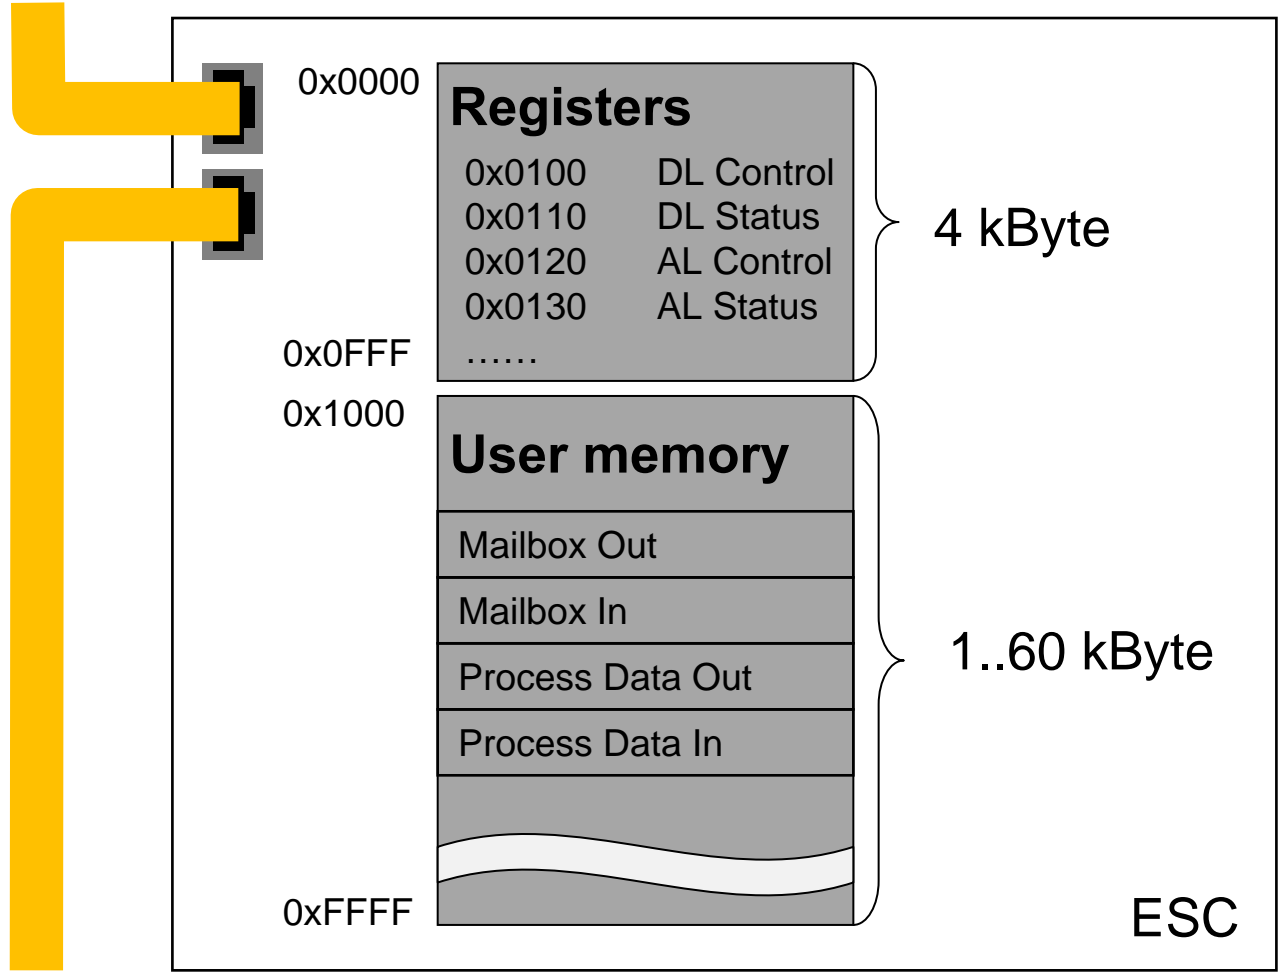 0x0000
Registers
0x0100 DL Control
0x0110 DL Status
0x0120 AL Control
0x0130 AL Status
0x0FFF ......
4 kByte
0x1000
User memory
Mailbox Out
Mailbox In
Process Data Out
Process Data In
1..60 kByte
0xFFFF
ESC